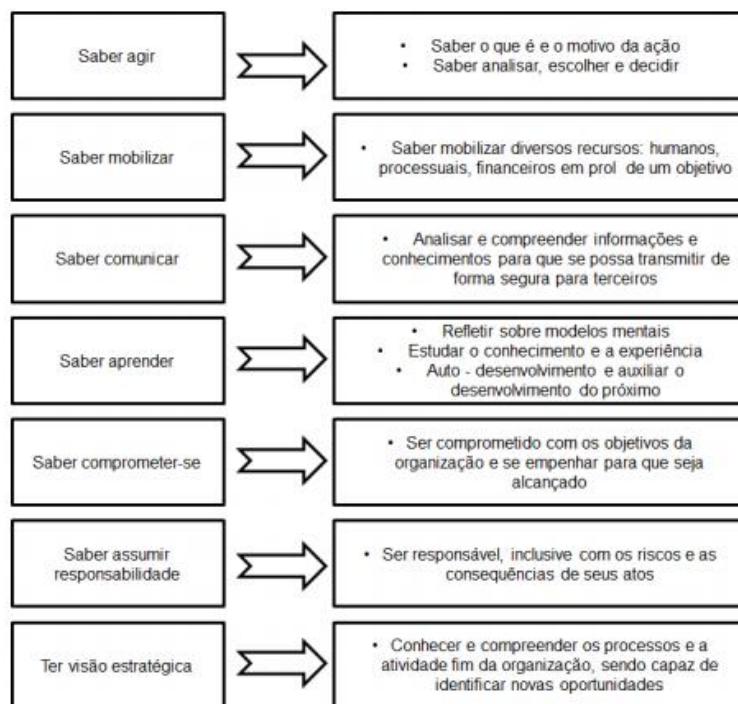 Saber agir
• Saber o que é e o motivo da ação
• Saber analisar, escolher e decidir
Saber mobilizar
• Saber mobilizar diversos recursos: humanos,
processuais, financeiros em prol de um objetivo
Saber comunicar
• Analisar e compreender informações e
conhecimentos para que se possa transmitir de
forma segura para terceiros
Saber aprender
• Refletir sobre modelos mentais
• Estudar o conhecimento e a experiência
• Auto - desenvolvimento e auxiliar o
desenvolvimento do próximo
Saber comprometer-se
• Ser comprometido com os objetivos da
organização e se empenhar para que seja
alcançado
Saber assumir
responsabilidade
• Ser responsável, inclusive com os riscos e as
consequências de seus atos
Ter visão estratégica
• Conhecer e compreender os processos e a
atividade fim da organização, sendo capaz de
identificar novas oportunidades